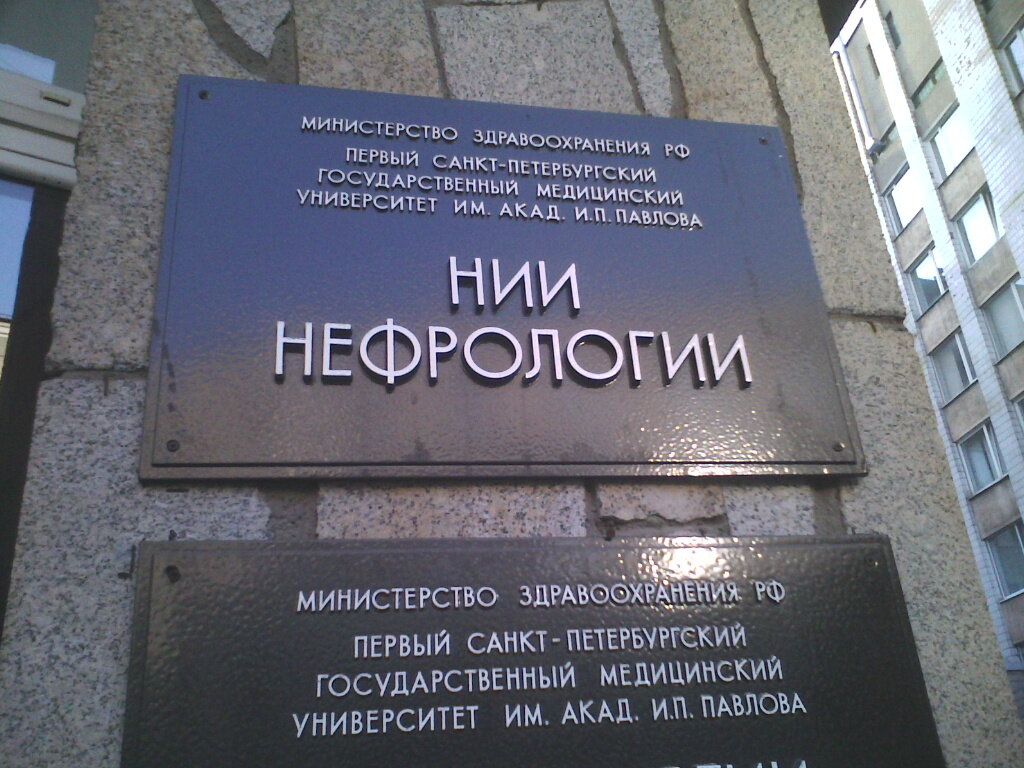 МИНИСТЕРСТВО ЗДРАВООХРАНЕНИЯ РФ
ПЕРВЫЙ САНКТ-ПЕТЕРБУРГСКИЙ
ГОСУДАРСТВЕННЫЙ МЕДИЦИНСКИЙ
УНИВЕРСИТЕТ ИМ. АКАД. И.П. ПАВЛОВА
НИИ
НЕФРОЛОГИИ
МИНИСТЕРСТВО ЗДРАВООХРАНЕНИЯ РФ
ПЕРВЫЙ САНКТ-ПЕТЕРБУРГСКИЙ
ГОСУДАРСТВЕННЫЙ МЕДИЦИНСКИЙ
УНИВЕРСИТЕТ ИМ. АКАД. И.П. ПАВЛОВА